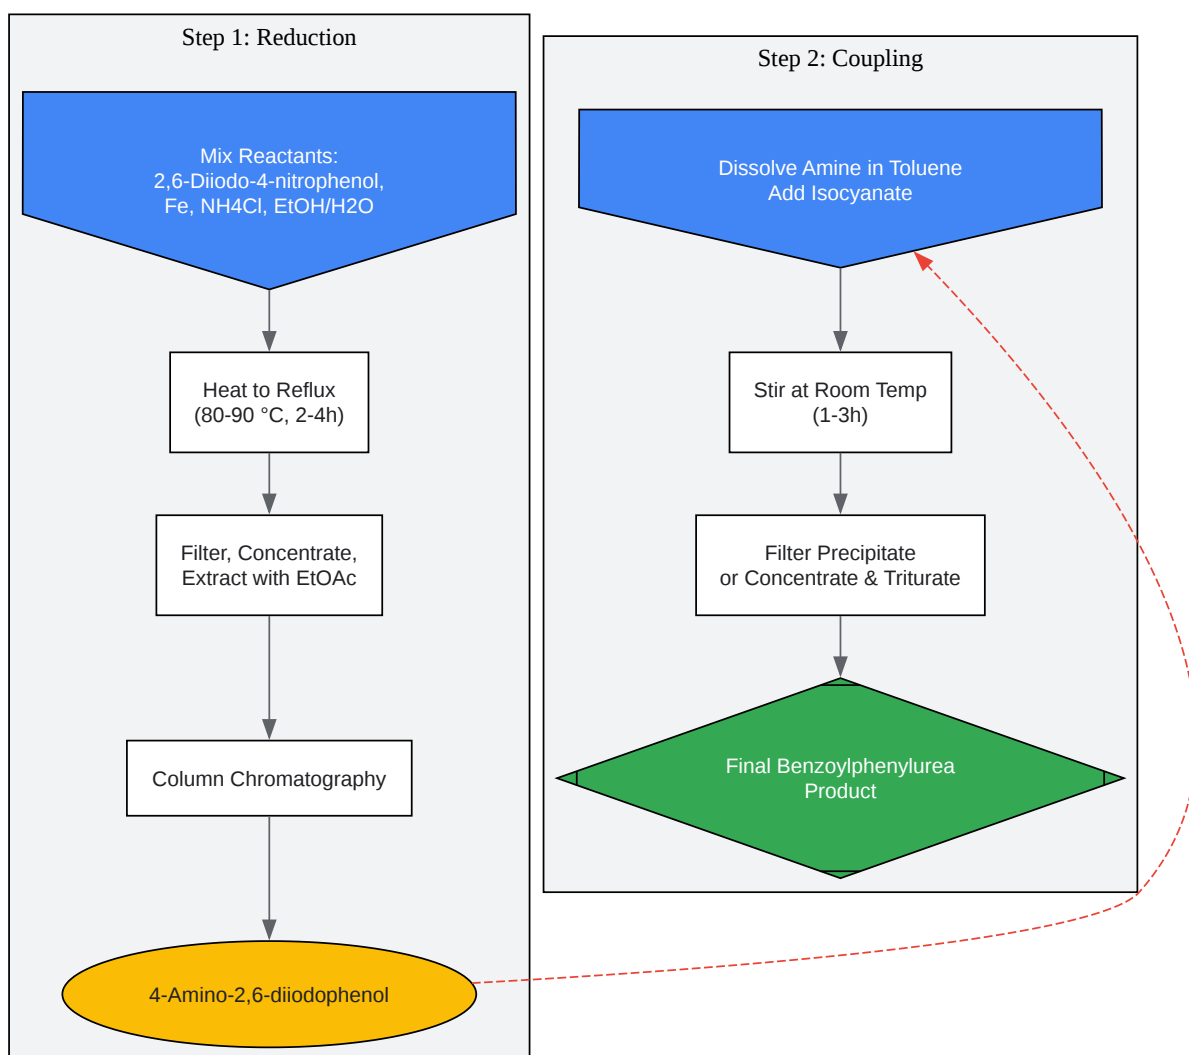 Step 1: Reduction
Mix Reactants:
2,6-Diiodo-4-nitrophenol,
Fe, NH4Cl, EtOH/H2O
Heat to Reflux
(80-90 °C, 2-4h)
Filter, Concentrate,
Extract with EtOAc
Column Chromatography
4-Amino-2,6-diiodophenol
Step 2: Coupling
Dissolve Amine in Toluene
Add Isocyanate
Stir at Room Temp
(1-3h)
Filter Precipitate
or Concentrate & Triturate
Final Benzoylphenylurea
Product